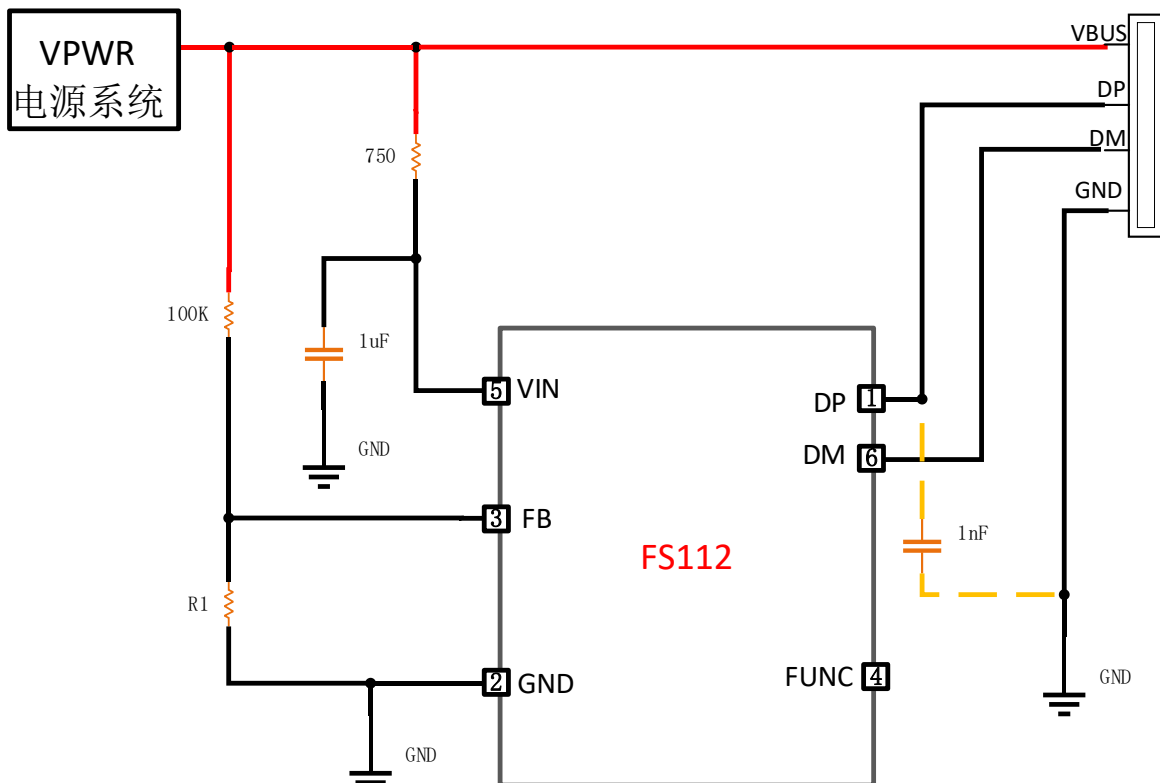 VPWR
电源系统
VBUS
DP
DM
GND
750
100K
1uF
GND
5
VIN
DP
1
DM
6
3
FB
FS112
1nF
R1
2
GND
FUNC
4
GND
GND